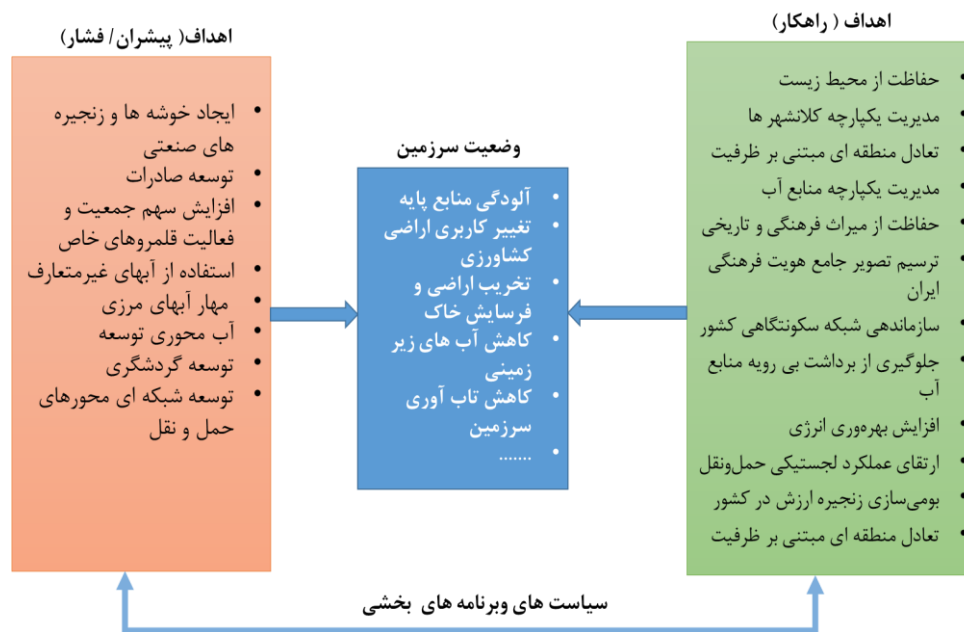 اهداف ( راهکار)
حفاظت از محیط زیست
مدیریت یکپارچه کلانشهر ها
تعادل منطقه ای مبتنی بر ظرفیت
مدیریت یکپارچه منابع آب
حفاظت از میراث فرهنگی و تاریخی
ترسیم تصویر جامع هویت فرهنگی
ایران
سازماندهی شبکه سکونتگاهی کشور
جلوگیری از برداشت بی رویه منابع
آب
افزایش بهره‌وری انرژی
ارتقای عملکرد لجستیکی حمل‌ونقل
بومی‌سازی زنجیره ارزش در کشور
تعادل منطقه ای مبتنی بر ظرفیت
وضعیت سرزمین
آلودگی منابع پایه
تغییر کاربری اراضی
کشاورزی
تخریب اراضی و
فرسایش خاک
کاهش آب های زیر
زمینی
کاهش تاب آوری
سرزمین
.......
اهداف( پیشران/ فشار)
ایجاد خوشه ها و زنجیره
های صنعتی
توسعه صادرات
افزایش سهم جمعیت و
فعالیت قلمروهای خاص
استفاده از آبهای غیرمتعارف
مهار آبهای مرزی
آب محوری توسعه
توسعه گردشگری
توسعه شبکه ای محورهای
حمل و نقل
سیاست های وبرنامه های بخشی